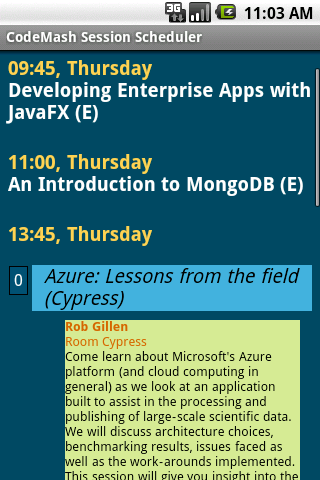 3G 11:03 AM
CodeMash Session Scheduler
09:45, Thursday
Developing Enterprise Apps with
JavaFX (E)
11:00, Thursday
An Introduction to MongoDB (E)
13:45, Thursday
0
Azure: Lessons from the field
(Cypress)
Rob Gillen
Room Cypress
Come learn about Microsoft's Azure
platform (and cloud computing in
general) as we look at an application
built to assist in the processing and
publishing of large-scale scientific data.
We will discuss architecture choices,
benchmarking results, issues faced as
well as the work-arounds implemented.
This session will give you insight into the